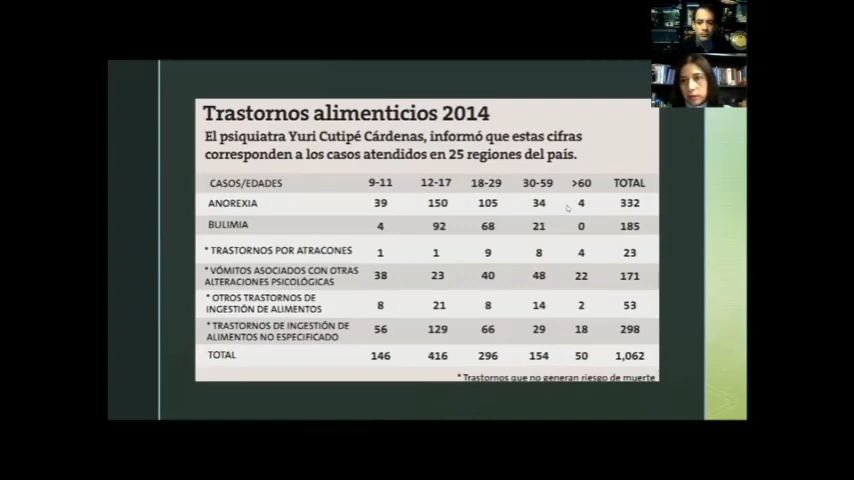 Trastornos alimenticios 2014
El psiquiatra Yuri Cutipé Cárdenas, informó que estas cifras
corresponden a los casos atendidos en 25 regiones del país.
CASOS/EDADES 9-11 12-17 18-29 30-59 >60 TOTAL
ANOREXIA 39 150 105 34 4 332
BULIMIA 4 92 68 21 0 185
* TRASTORNOS POR ATRACONES 1 1 9 8 4 23
* VÓMITOS ASOCIADOS CON OTRAS
ALTERACIONES PSICOLÓGICAS 38 23 40 48 22 171
* OTROS TRASTORNOS DE
INGESTIÓN DE ALIMENTOS 8 21 8 14 2 53
* TRASTORNOS DE INGESTIÓN DE
ALIMENTOS NO ESPECIFICADO 56 129 66 29 18 298
TOTAL 146 416 296 154 50 1,062
* Trastornos que no generan riesgo de muerte